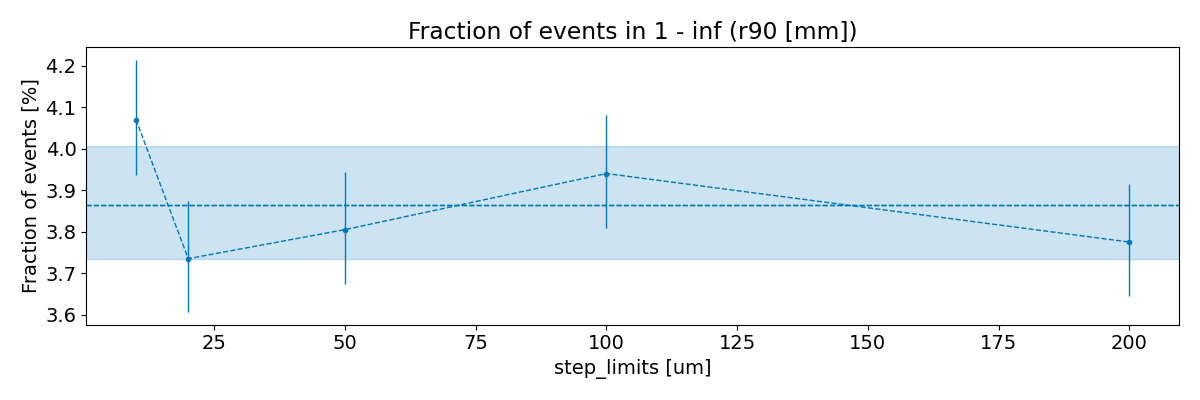 Fraction of events in 1 - inf (r90 [mm])
Fraction of events [%]
4.2
4.1
4.0
3.9
3.8
3.7
3.6
25 50 75 100 125 150 175 200
step_limits [um]